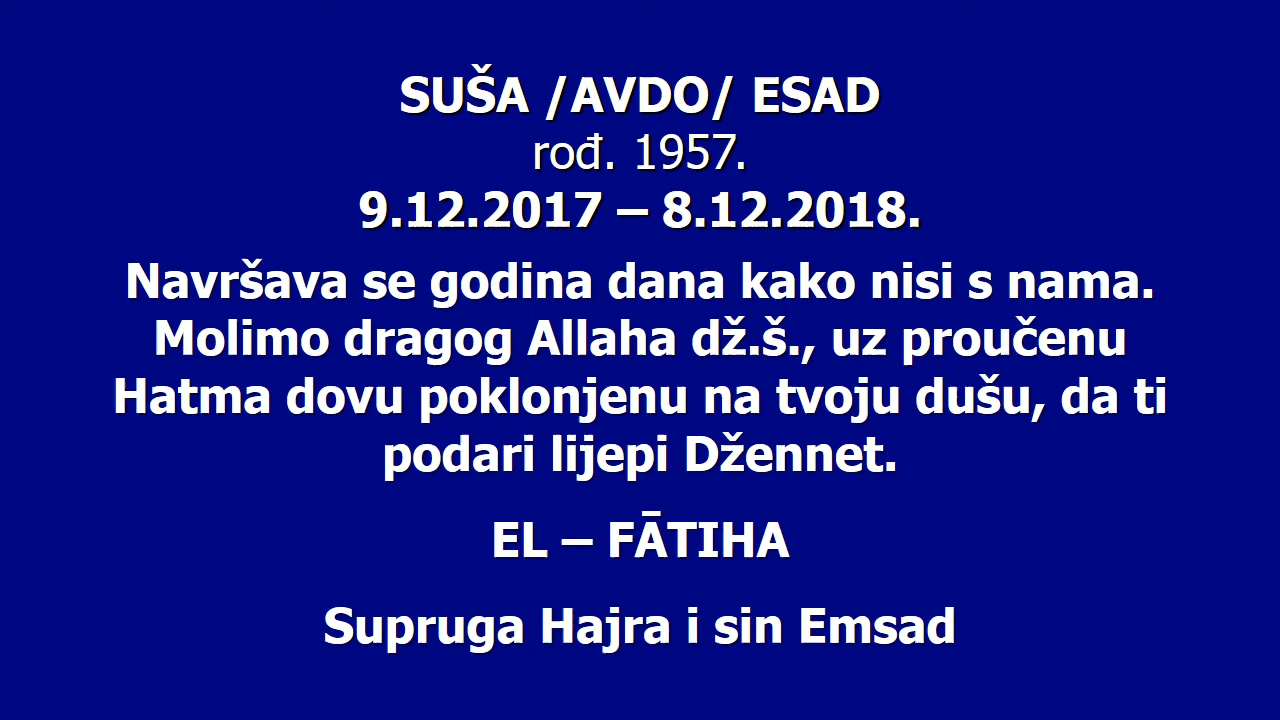 SUŠA /AVDO/ ESAD
rođ. 1957.
9.12.2017 – 8.12.2018.
Navršava se godina dana kako nisi s nama.
Molimo dragog Allaha dž.š., uz proučenu
Hatma dovu poklonjenu na tvoju dušu, da ti
podari lijepi Džennet.
EL – FĀTIHA
Supruga Hajra i sin Emsad